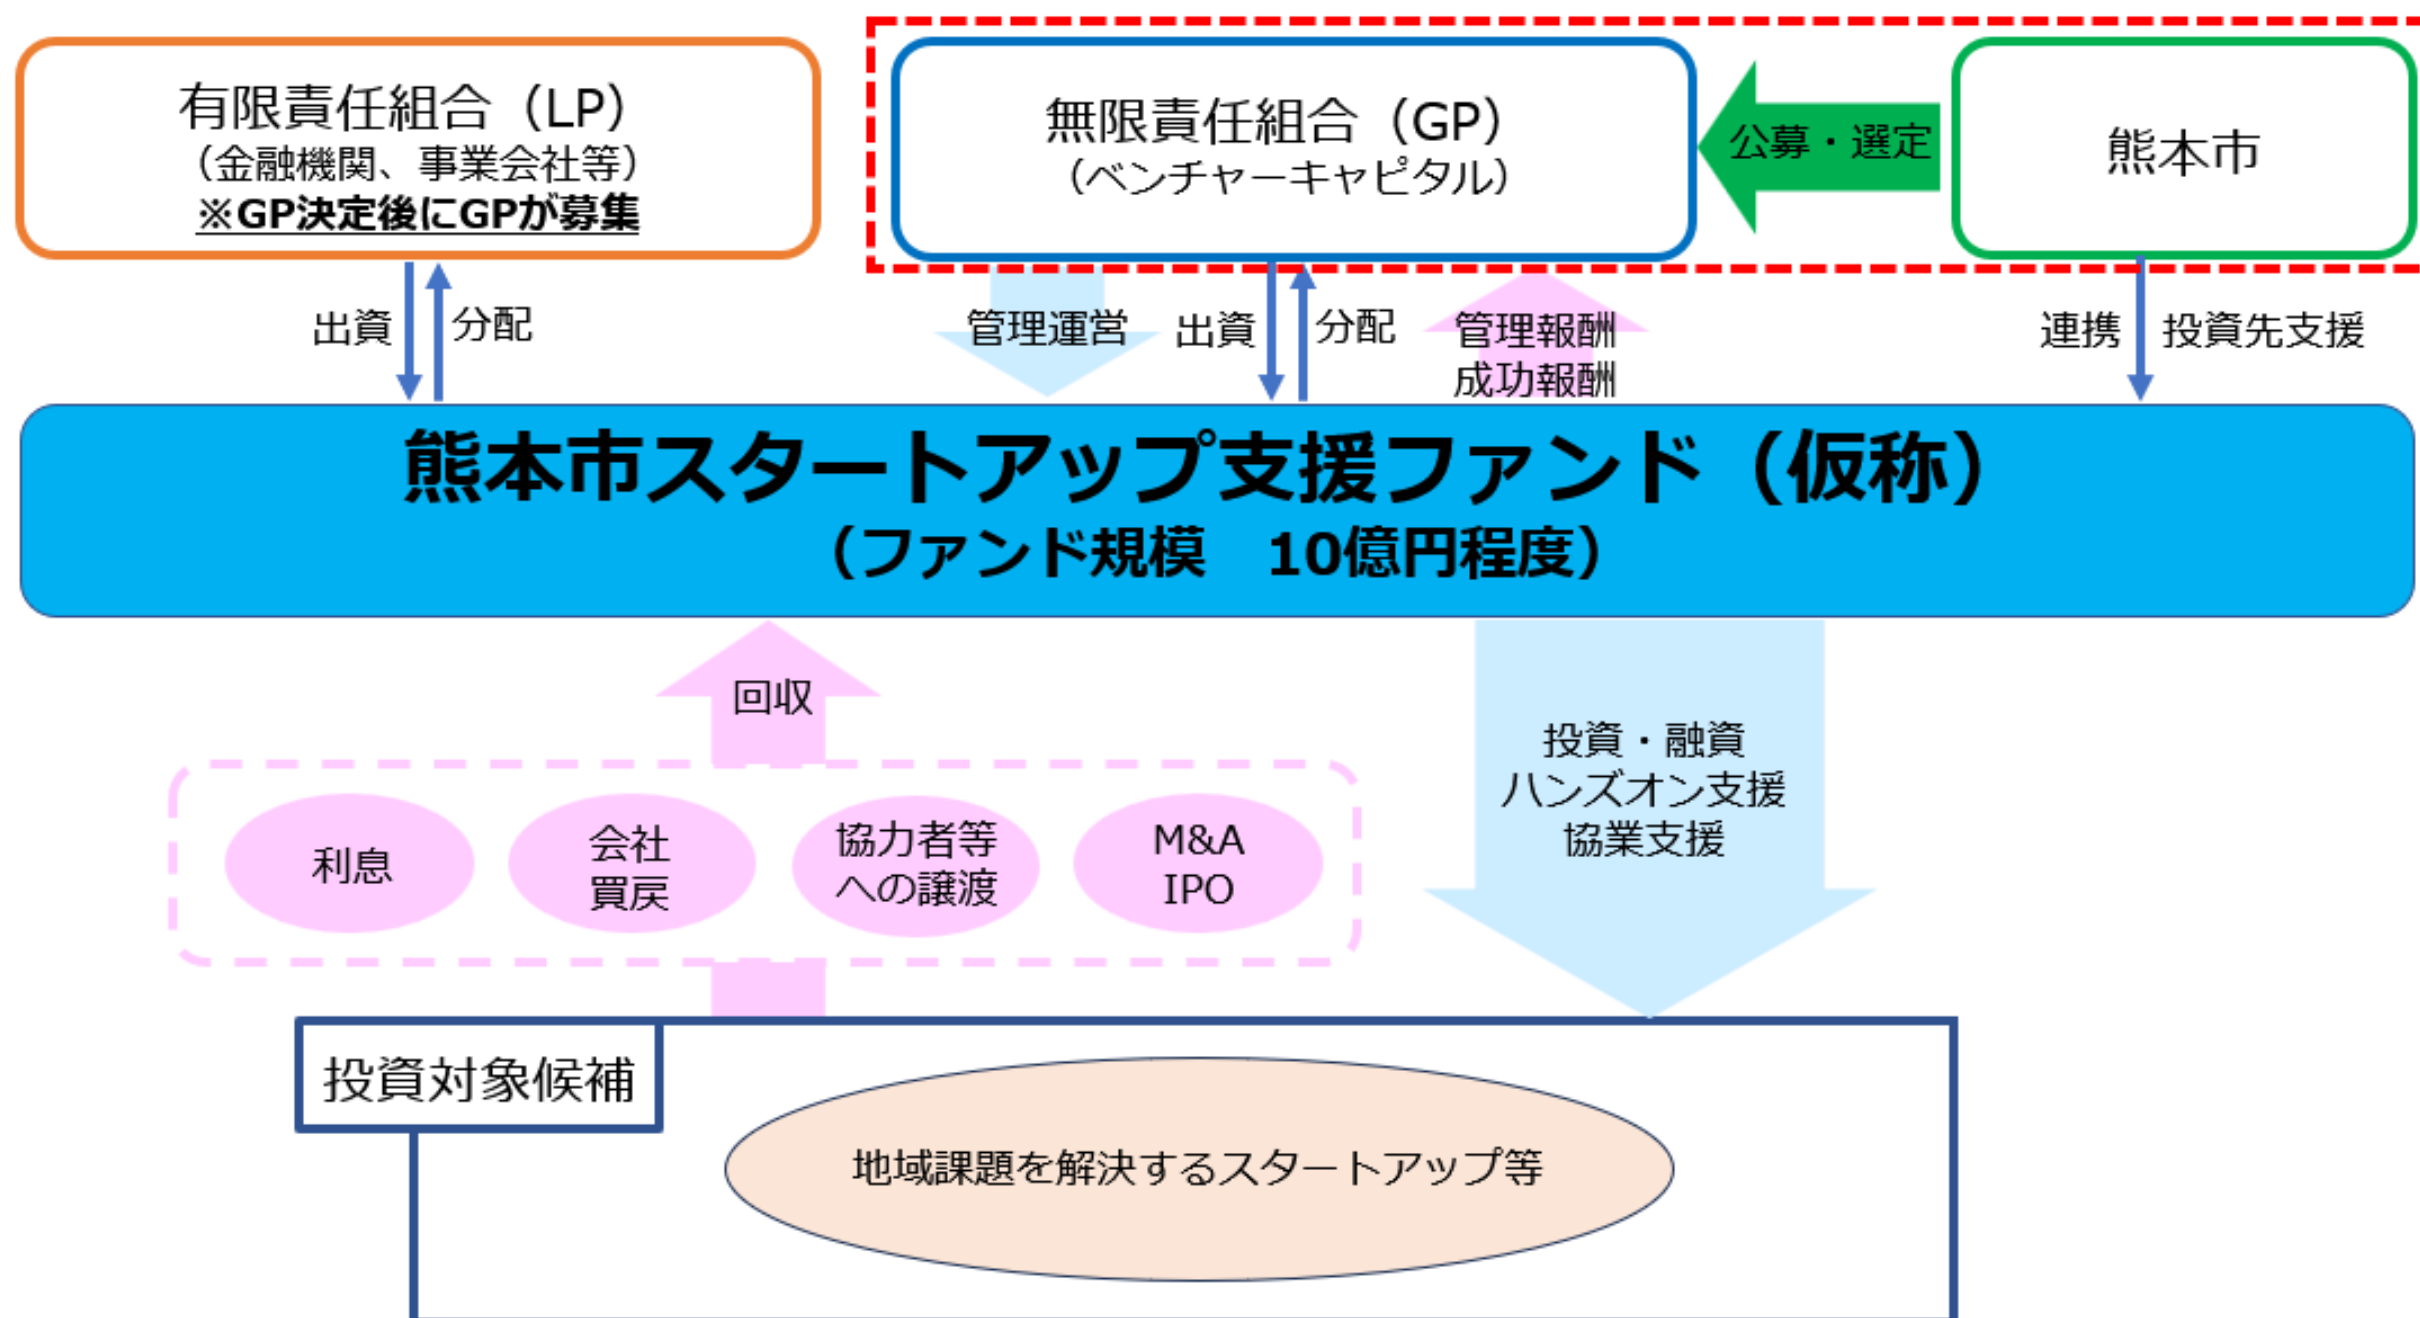 有限責任組合（LP）
（金融機関、事業会社等）
※GP決定後にGPが募集
無限責任組合（GP）
（ベンチャーキャピタル）
公募・選定
熊本市
出資
分配
管理運営
出資
分配
管理報酬
成功報酬
連携
投資先支援
熊本市スタートアップ支援ファンド（仮称）
（ファンド規模　10億円程度）
回収
利息
会社
買戻
協力者等
への譲渡
M&A
IPO
投資・融資
ハンズオン支援
協業支援
投資対象候補
地域課題を解決するスタートアップ等